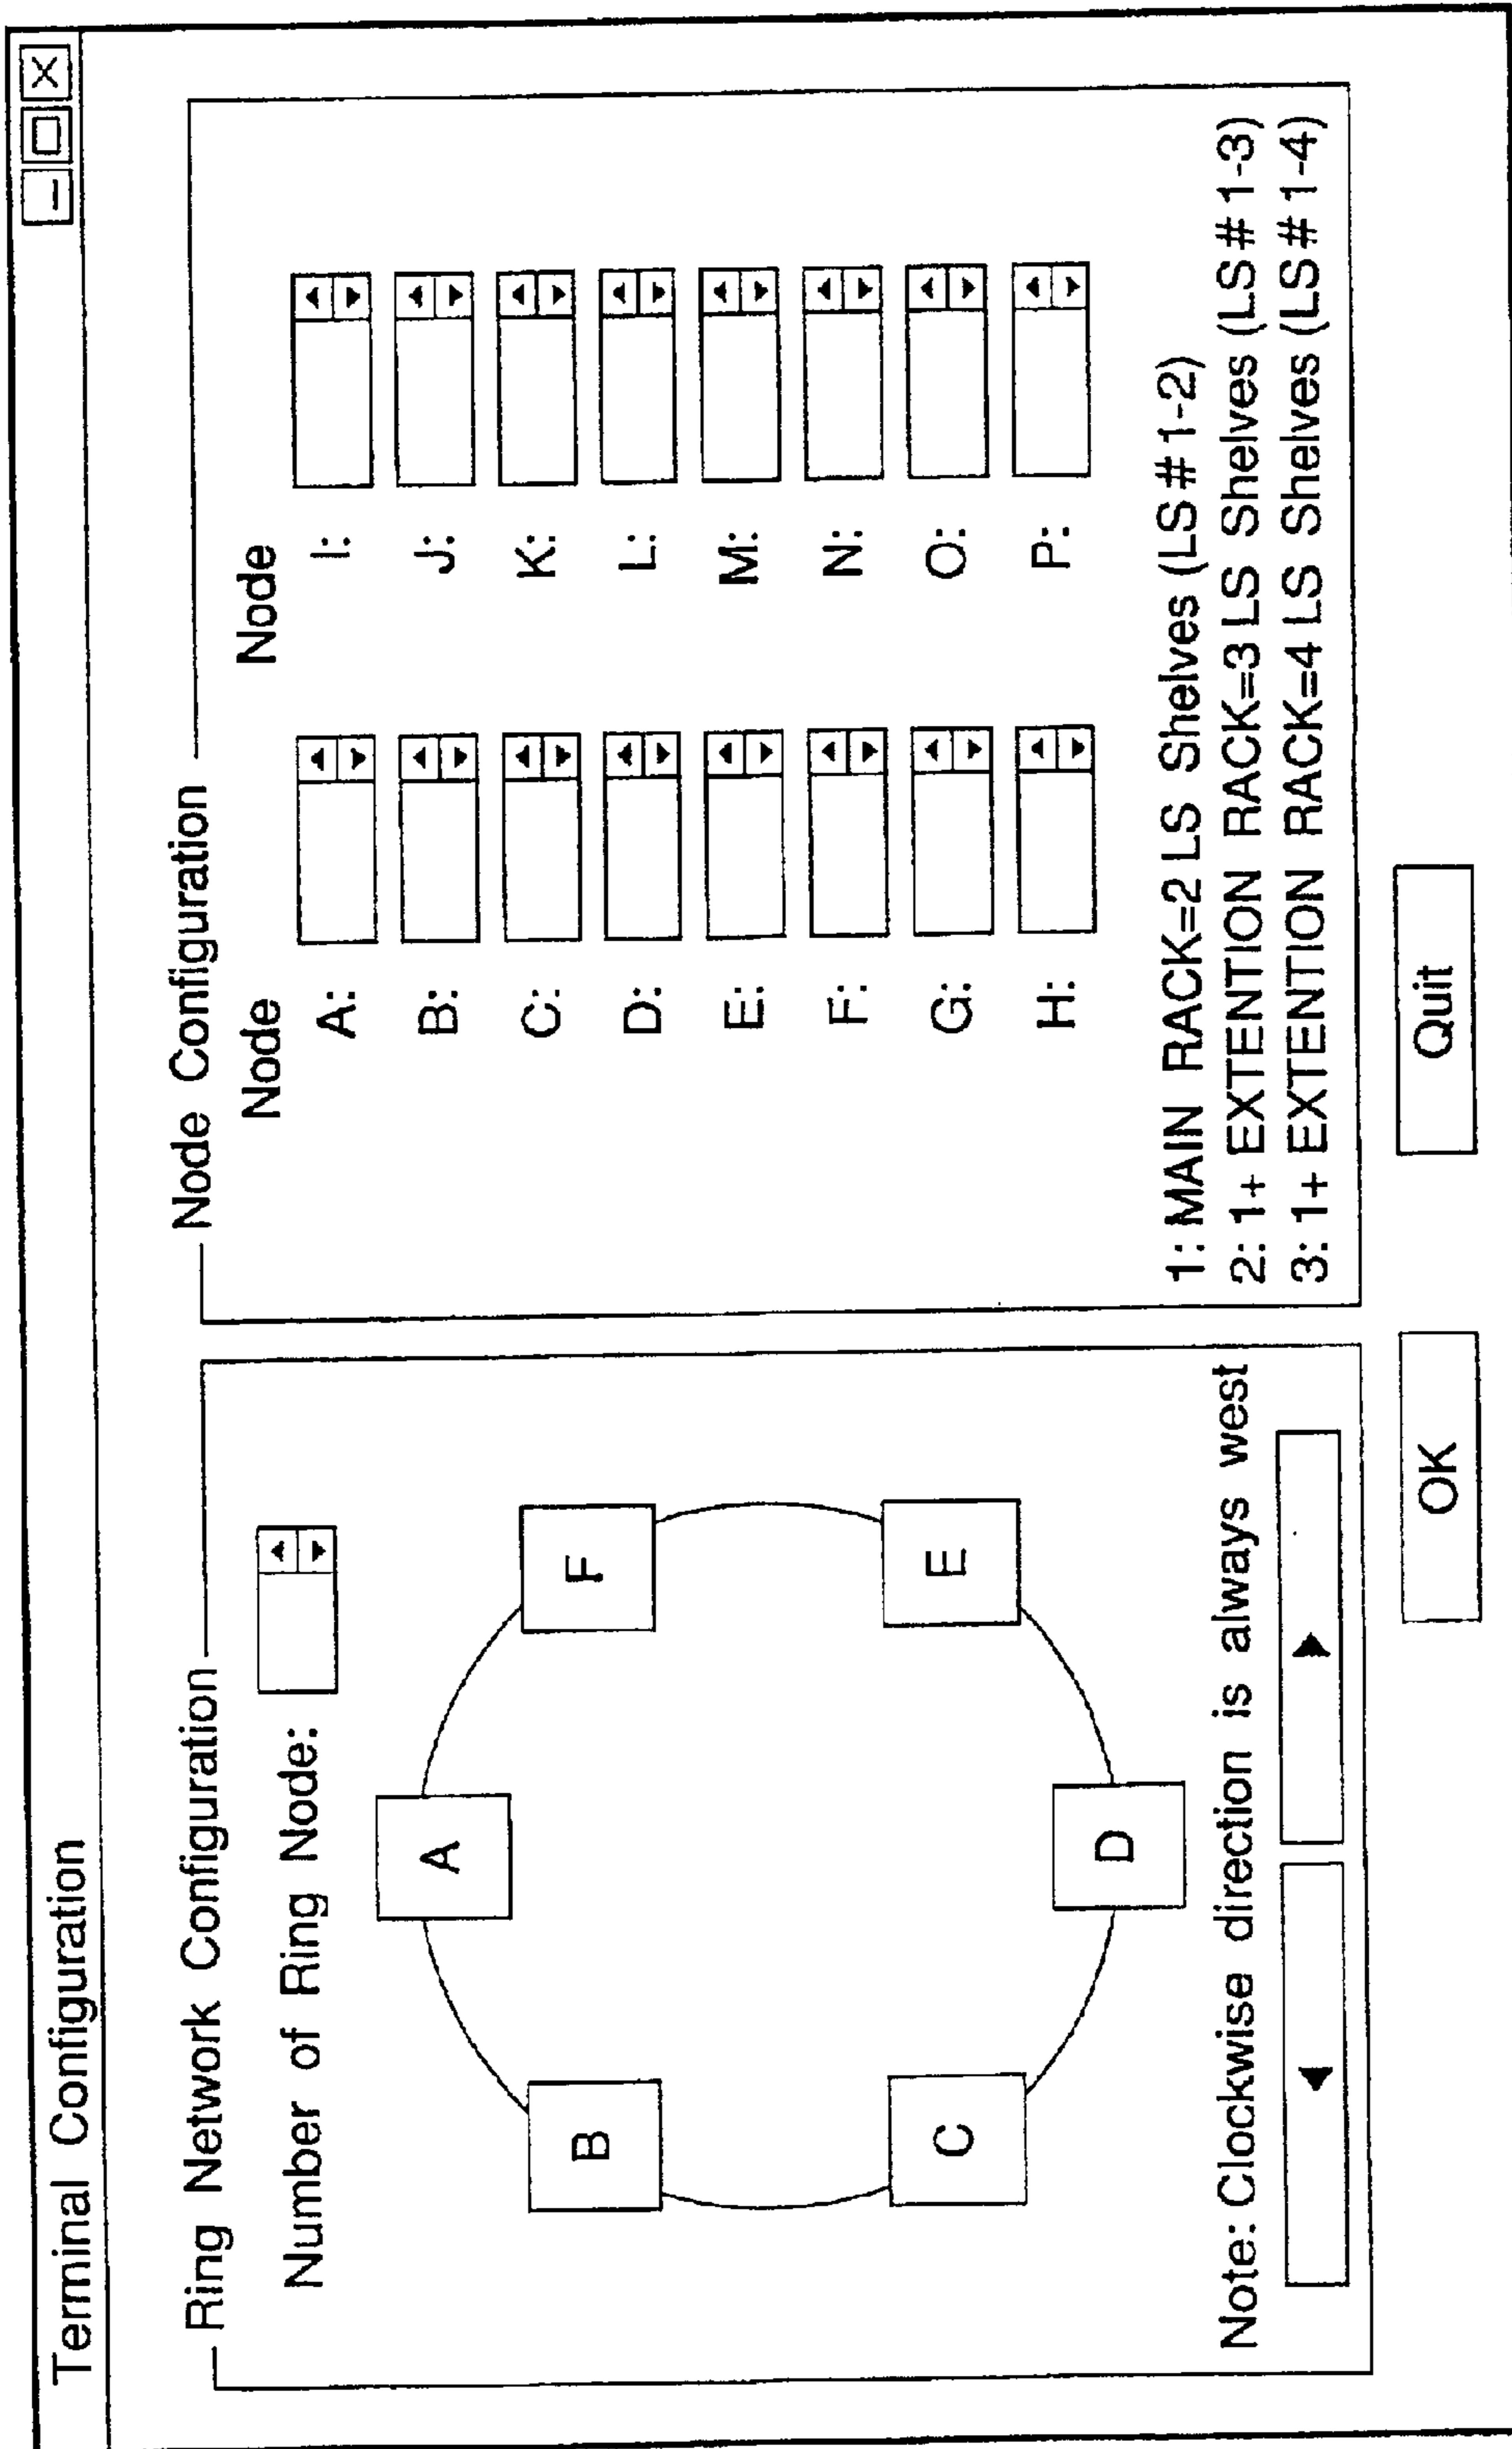 Terminal Configuration
Ring Network Configuration
Number of Ring Node:
A
B
F
C
E
D
Note: Clockwise direction is always west
Node Configuration
Node
Node
A:
I:
B:
J:
C:
K:
D:
L:
E:
M:
F:
N:
G:
O:
H:
P:
1: MAIN RACK=2 LS Shelves (LS#1-2)
2: 1+ EXTENTION RACK=3 LS Shelves (LS#1-3)
3: 1+ EXTENTION RACK=4 LS Shelves (LS#1-4)
OK
Quit